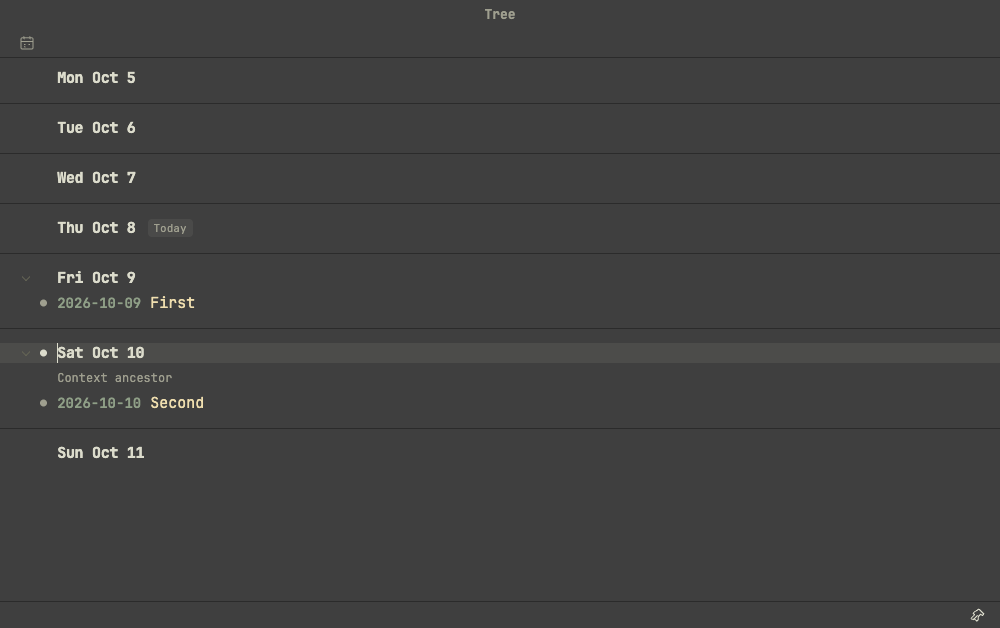 Tree
Mon Oct 5
Tue Oct 6
Wed Oct 7
Thu Oct 8 Today
Fri Oct 9
2026-10-09 First
Sat Oct 10
Context ancestor
2026-10-10 Second
Sun Oct 11